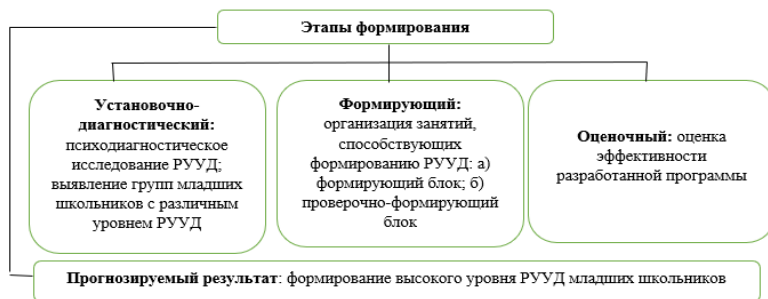 Этапы формирования
Установочно-
диагностический:
психодиагностическое
исследование РУУД;
выявление групп младших
школьников с различным
уровнем РУУД
Формирующий:
организация занятий,
способствующих
формированию РУУД: а)
формирующий блок; б)
проверочно-формирующий
блок
Оценочный: оценка
эффективности
разработанной программы
Прогнозируемый результат: формирование высокого уровня РУУД младших школьников